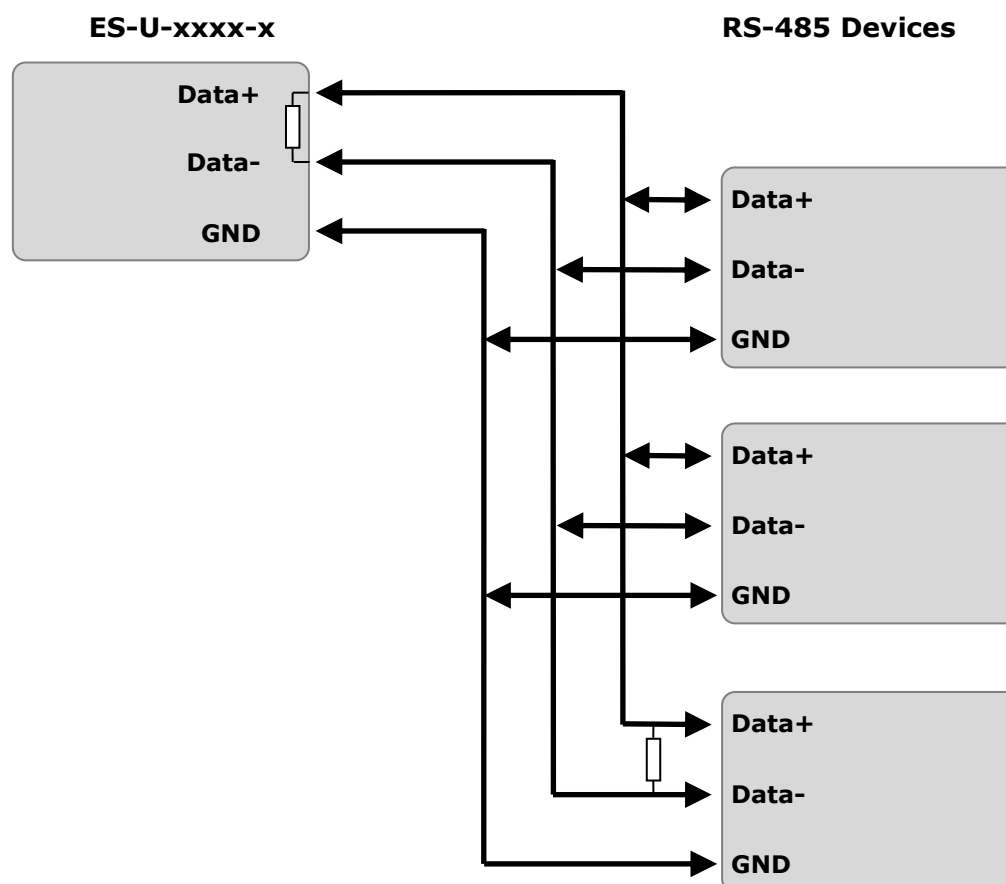 ES-U-xxxx-x
RS-485 Devices
Data+
Data-
GND
Data+
Data-
GND
Data+
Data-
GND
Data+
Data-
GND